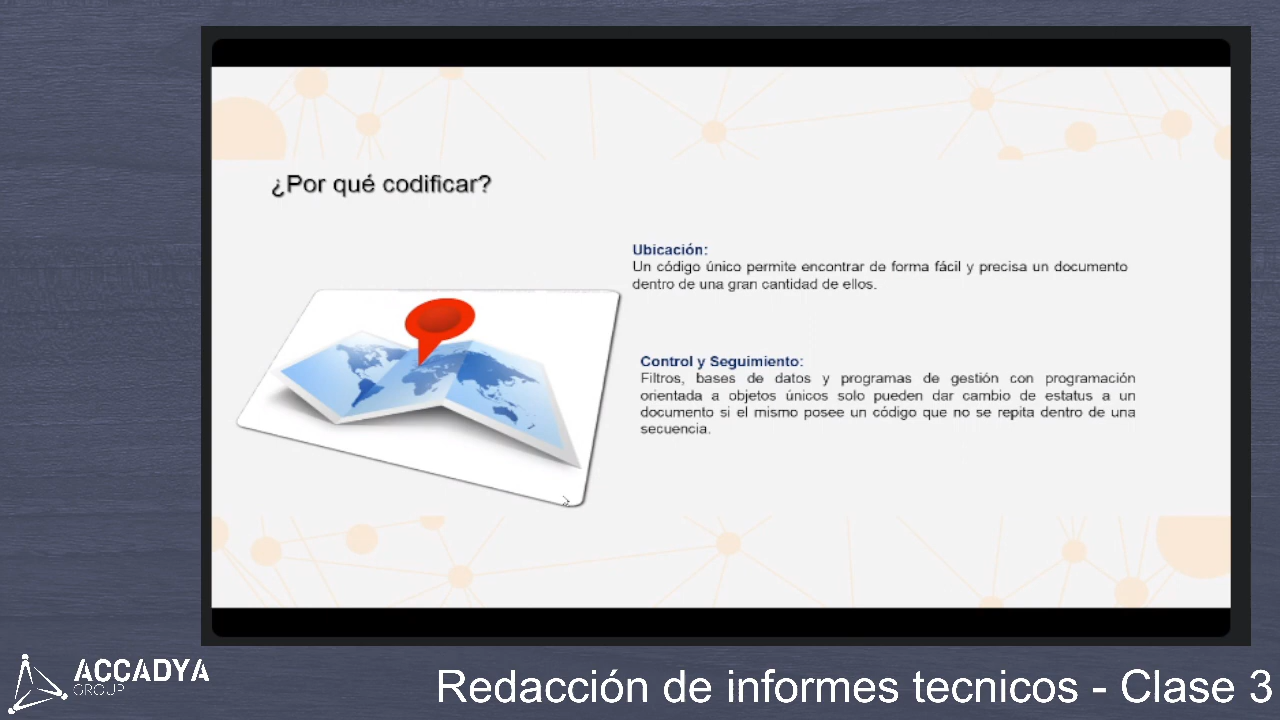 ¿Por qué codificar?
Ubicación:
Un código único permite encontrar de forma fácil y precisa un documento
dentro de una gran cantidad de ellos.
Control y Seguimiento:
Filtros, bases de datos y programas de gestión con programación
orientada a objetos únicos solo pueden dar cambio de estatus a un
documento si el mismo posee un código que no se repita dentro de una
secuencia.
ACCADYA
GROUP
Redacción de informes tecnicos - Clase 3